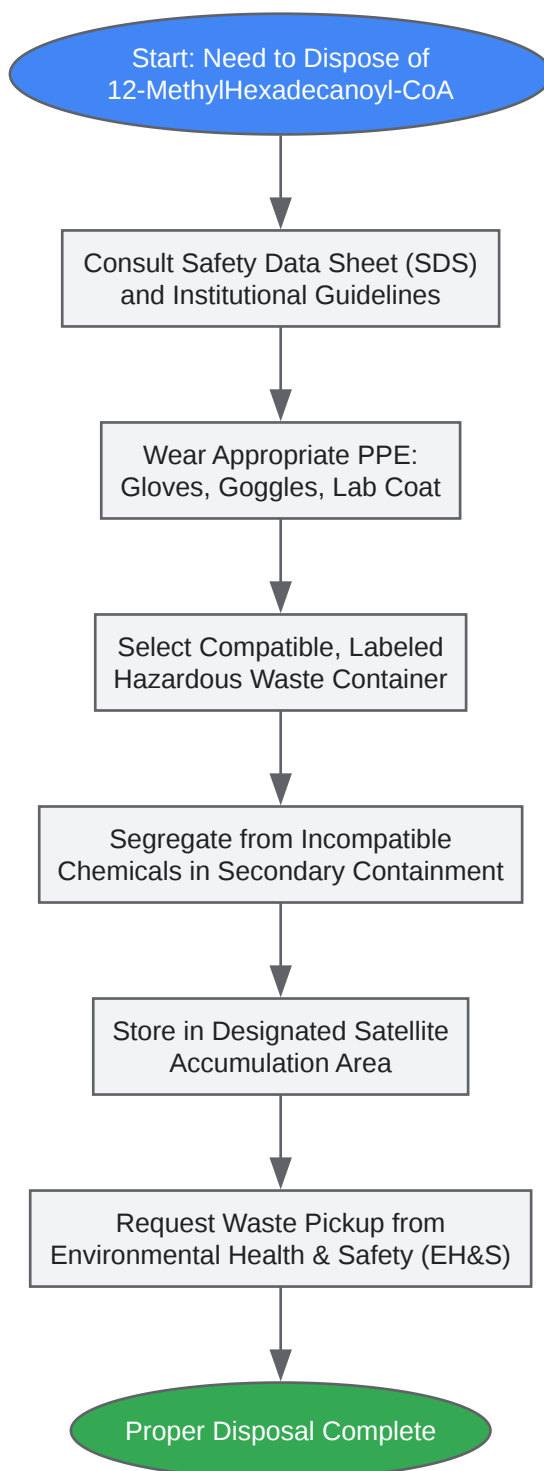 Start: Need to Dispose of
12-MethylHexadecanoyl-CoA
Consult Safety Data Sheet (SDS)
and Institutional Guidelines
Wear Appropriate PPE:
Gloves, Goggles, Lab Coat
Select Compatible, Labeled
Hazardous Waste Container
Segregate from Incompatible
Chemicals in Secondary Containment
Store in Designated Satellite
Accumulation Area
Request Waste Pickup from
Environmental Health & Safety (EH&S)
Proper Disposal Complete